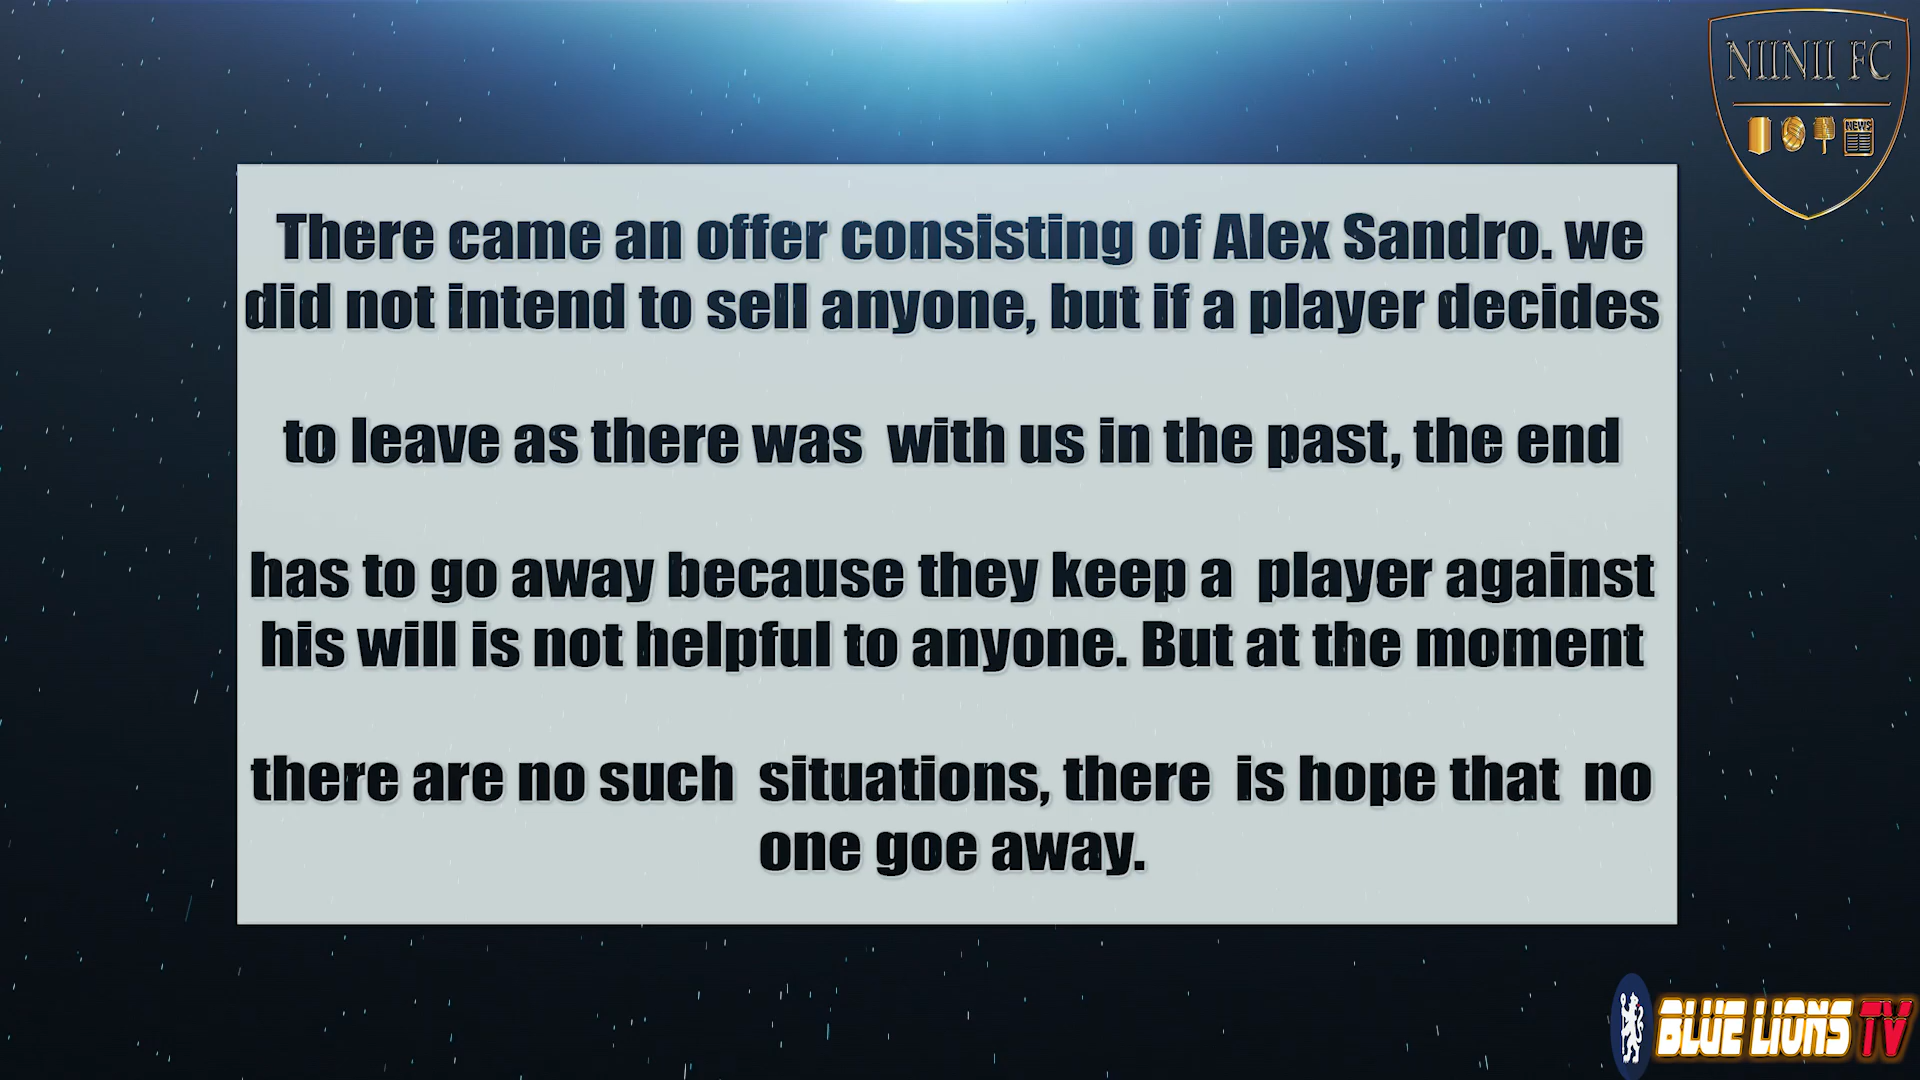 NIINII FC
NEWS
There came an offer consisting of Alex Sandro. we
did not intend to sell anyone, but if a player decides
to leave as there was with us in the past, the end
has to go away because they keep a player against
his will is not helpful to anyone. But at the moment
there are no such situations, there is hope that no
one goe away.
BLUE LIONS TV